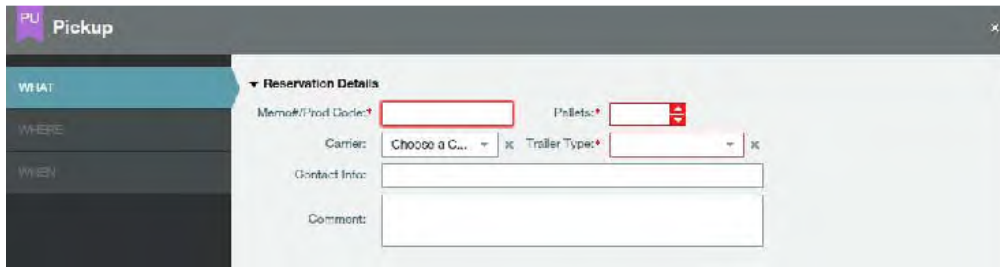 PU
Pickup
×
WHAT
WHERE
WHEN
Reservation Details
Memo#/Prod Code:* Pallets:*
Carrier: Choose a C... × Trailer Type:* ×
Contact Info:
Comment: